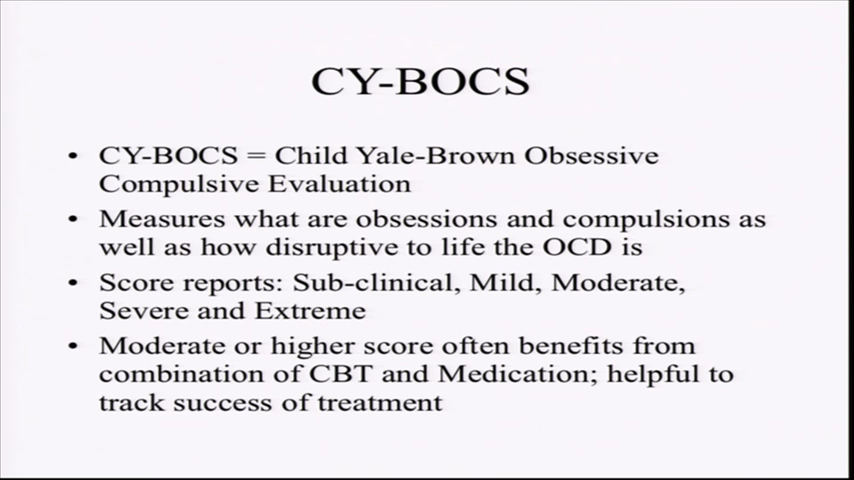 CY-BOCS
• CY-BOCS = Child Yale-Brown Obsessive
Compulsive Evaluation
• Measures what are obsessions and compulsions as
well as how disruptive to life the OCD is
• Score reports: Sub-clinical, Mild, Moderate,
Severe and Extreme
• Moderate or higher score often benefits from
combination of CBT and Medication; helpful to
track success of treatment